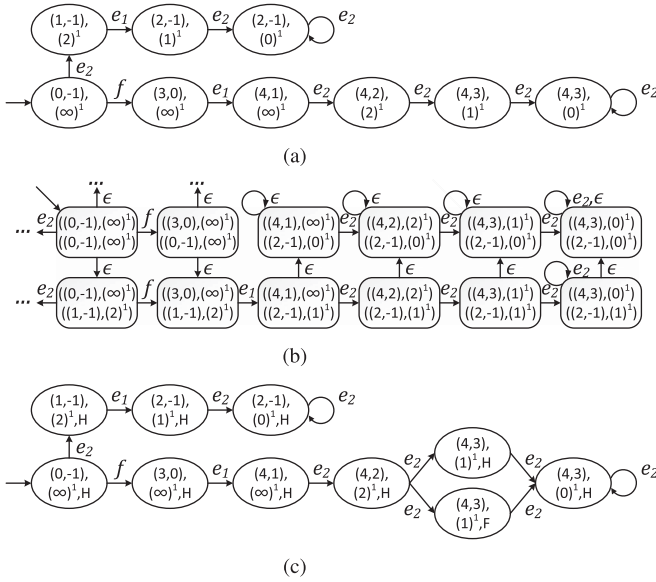 (1,-1), e₁ (2,-1), e₂ (2,-1), e₂
(2)¹ (1)¹ (0)¹
e₂
(0,-1), f (3,0), e₁ (4,1), e₂ (4,2), e₂ (4,3), e₂ (4,3), e₂
(∞)¹ (∞)¹ (∞)¹ (2)¹ (1)¹ (0)¹
(a)
... ...
ϵ ϵ ϵ ϵ ϵ e₂,ϵ
... e₂ ((0,-1),(∞)¹) f ((3,0),(∞)¹) ((4,1),(∞)¹) e₂ ((4,2),(2)¹) e₂ ((4,3),(1)¹) e₂ ((4,3),(0)¹)
((0,-1),(∞)¹) ((0,-1),(∞)¹) ((2,-1),(0)¹) ((2,-1),(0)¹) ((2,-1),(0)¹) ((2,-1),(0)¹)
ϵ ϵ ϵ ϵ ϵ e₂ ϵ
... e₂ ((0,-1),(∞)¹) f ((3,0),(∞)¹) e₁ ((4,1),(∞)¹) e₂ ((4,2),(2)¹) e₂ ((4,3),(1)¹) e₂ ((4,3),(0)¹)
((1,-1),(2)¹) ((1,-1),(2)¹) ((2,-1),(1)¹) ((2,-1),(1)¹) ((2,-1),(1)¹) ((2,-1),(1)¹)
(b)
(1,-1), e₁ (2,-1), e₂ (2,-1), e₂
(2)¹,H (1)¹,H (0)¹,H
e₂
(4,3),
(1)¹,H
e₂ e₂
(0,-1), f (3,0), e₁ (4,1), e₂ (4,2), (4,3), e₂
(∞)¹,H (∞)¹,H (∞)¹,H (2)¹,H (0)¹,H
e₂ e₂
(4,3),
(1)¹,F
(c)